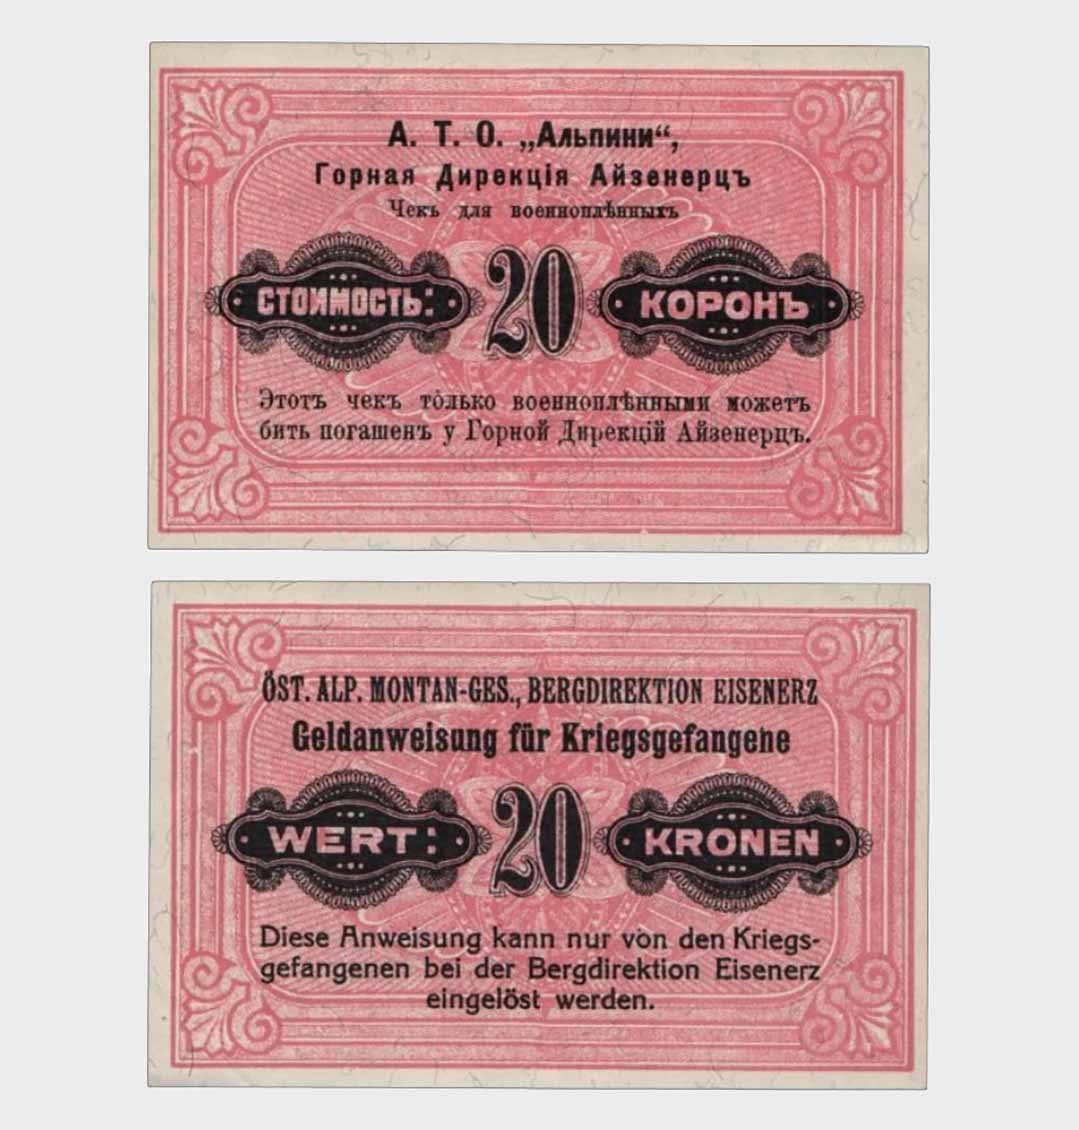 А. Т. О. „Альпини“,
Горная Дирекція Айзенерцъ
Чекъ для военноплѣнныхъ
СТОИМОСТЬ: 20 КОРОНЪ
Этотъ чекъ то̀лько военноплѣнными можетъ
бить погашенъ у Горной Дирекцій Айзенерцъ.
ÖST. ALP. MONTAN-GES., BERGDIREKTION EISENERZ
Geldanweisung für Kriegsgefangene
WERT: 20 KRONEN
Diese Anweisung kann nur von den Kriegs-
gefangenen bei der Bergdirektion Eisenerz
eingelöst werden.